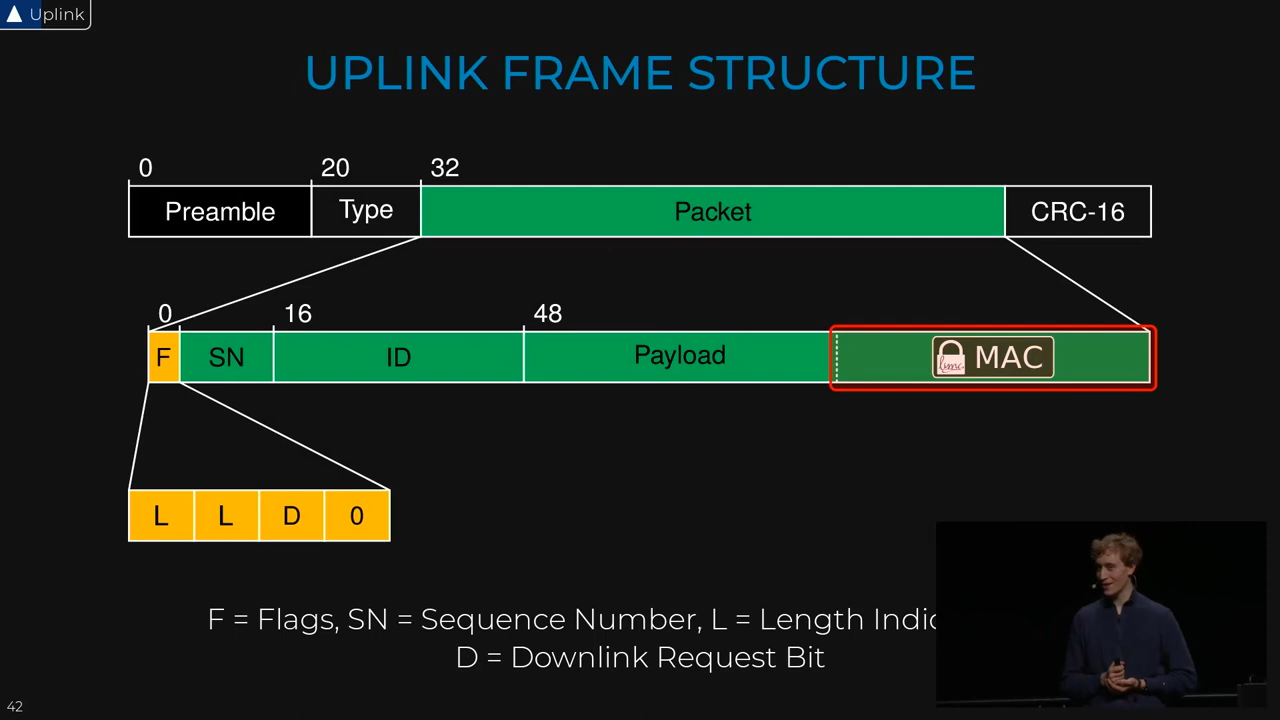 Uplink
UPLINK FRAME STRUCTURE
0 20 32
Preamble Type Packet CRC-16
0 16 48
F SN ID Payload MAC
L L D 0
F = Flags, SN = Sequence Number, L = Length
D = Downlink Request Bit
42